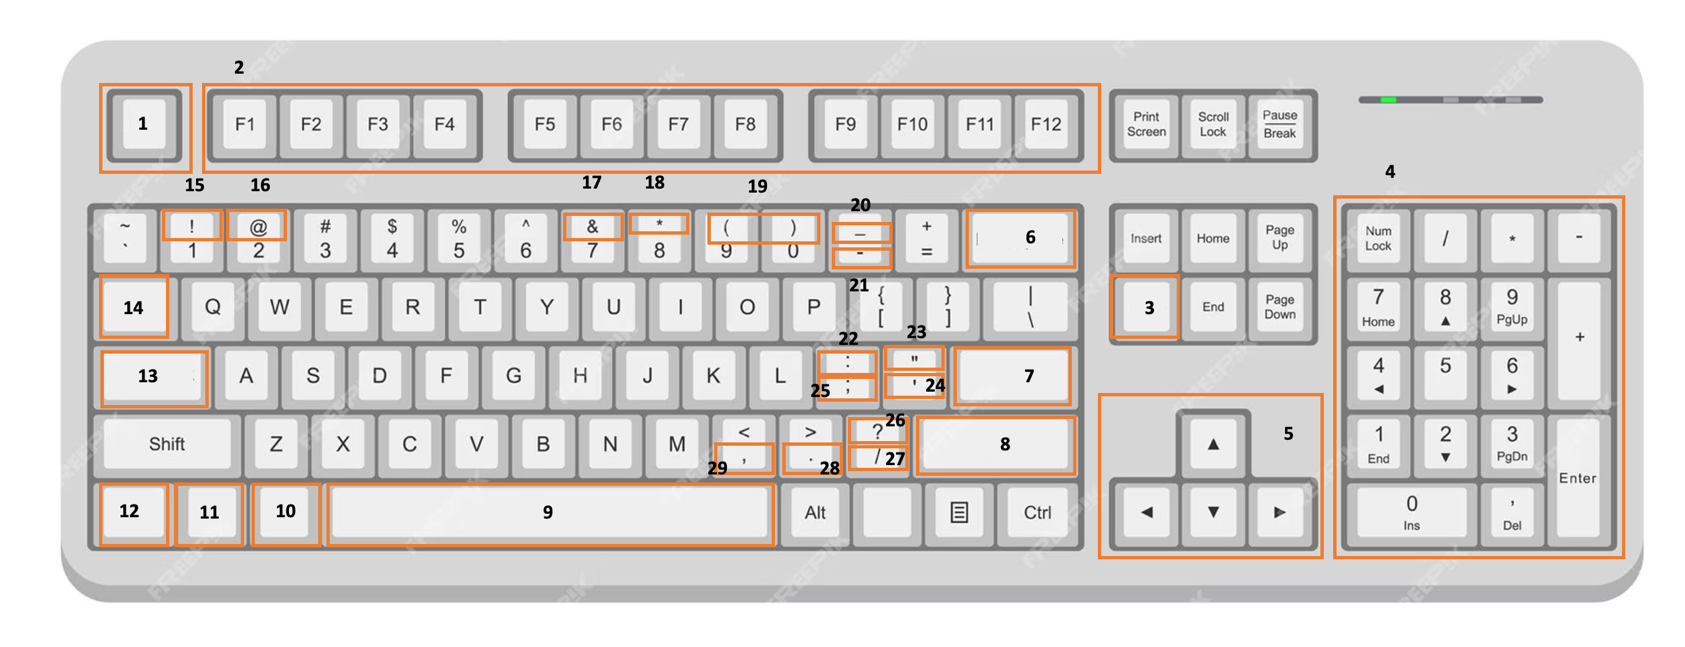 2
1 F1 F2 F3 F4 F5 F6 F7 F8 F9 F10 F11 F12 Print Screen Scroll Lock Pause Break
15 16 17 18 19 4
20
~ ` ! 1 @ 2 # 3 $ 4 % 5 ^ 6 & 7 * 8 ( 9 ) 0 _ - + = 6 Insert Home Page Up Num Lock / * -
21
14 Q W E R T Y U I O P { [ } ] | \ 3 End Page Down 7 Home 8 ▲ 9 PgUp +
22 23
13 A S D F G H J K L : ; " ' 7 4 ◄ 5 6 ►
25 24
Shift Z X C V B N M < , > . ? / 8 ▲ 5 1 End 2 ▼ 3 PgDn Enter
26
29 28 27
12 11 10 9 Alt Ctrl ◄ ▼ ► 0 Ins , Del
FREEPIK